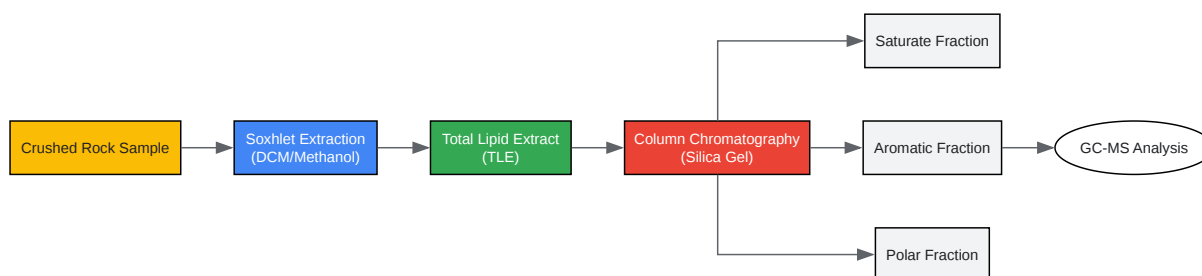 Crushed Rock Sample
Soxhlet Extraction
(DCM/Methanol)
Total Lipid Extract
(TLE)
Column Chromatography
(Silica Gel)
Saturate Fraction
Aromatic Fraction
Polar Fraction
GC-MS Analysis